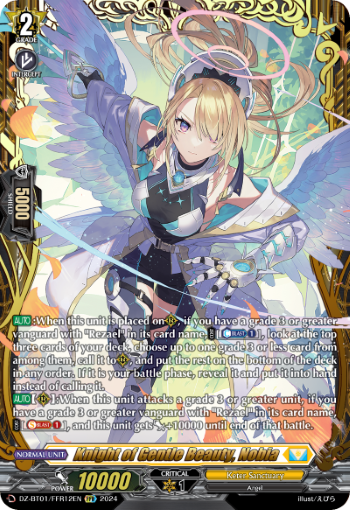 2
GRADE
INTERCEPT
5000
SHIELD
AUTO :When this unit is placed on R, if you have a grade 3 or greater
vanguard with "Rezael" in its card name, [BLAST 1], look at the top
three cards of your deck, choose up to one grade 3 or less card from
among them, call it to R, and put the rest on the bottom of the deck
in any order. If it is your battle phase, reveal it and put it into hand
instead of calling it.
AUTO [R]:When this unit attacks a grade 3 or greater unit, if you
have a grade 3 or greater vanguard with "Rezael" in its card name,
[BLAST 1], and this unit gets +10000 until end of that battle.
NORMAL UNIT
Knight of Gentle Beauty, Nobia
POWER
10000
CRITICAL
1
Keter Sanctuary
Angel
D DZ-BT01/FFR12EN FFR 2024
illust/えびら